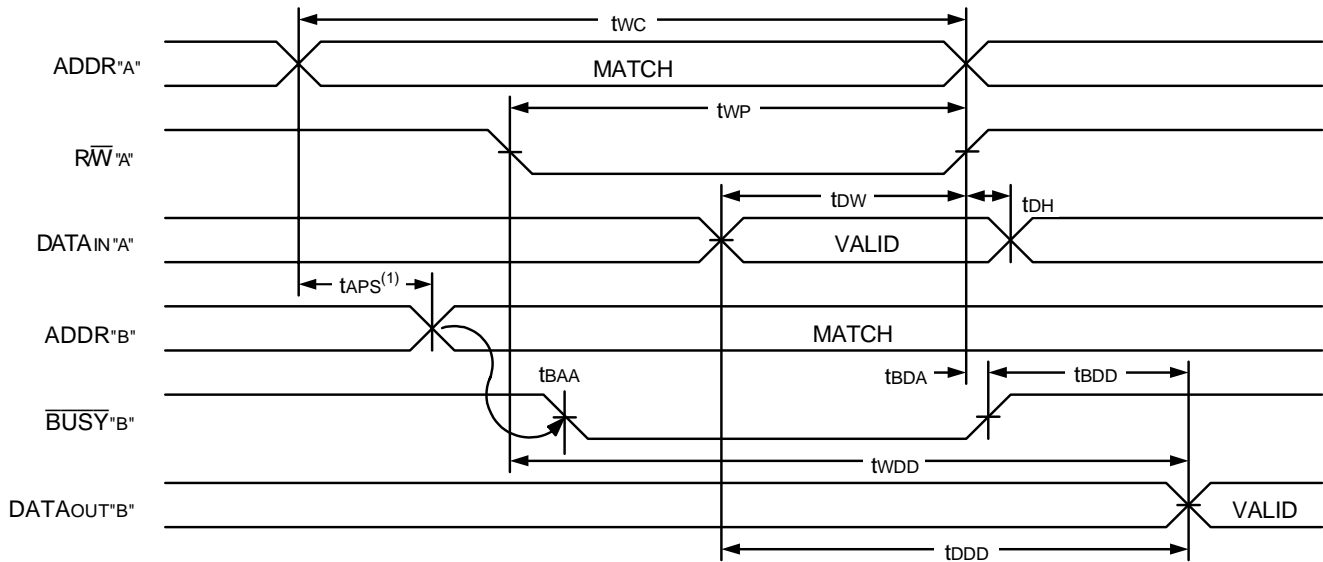 tWC
ADDR"A"
MATCH
tWP
R/W̅"A"
tDW
tDH
DATAIN"A"
VALID
tAPS(1)
ADDR"B"
MATCH
tBAA
tBDA
tBDD
B̅U̅S̅Y̅"B"
tWDD
DATAOUT"B"
VALID
tDDD